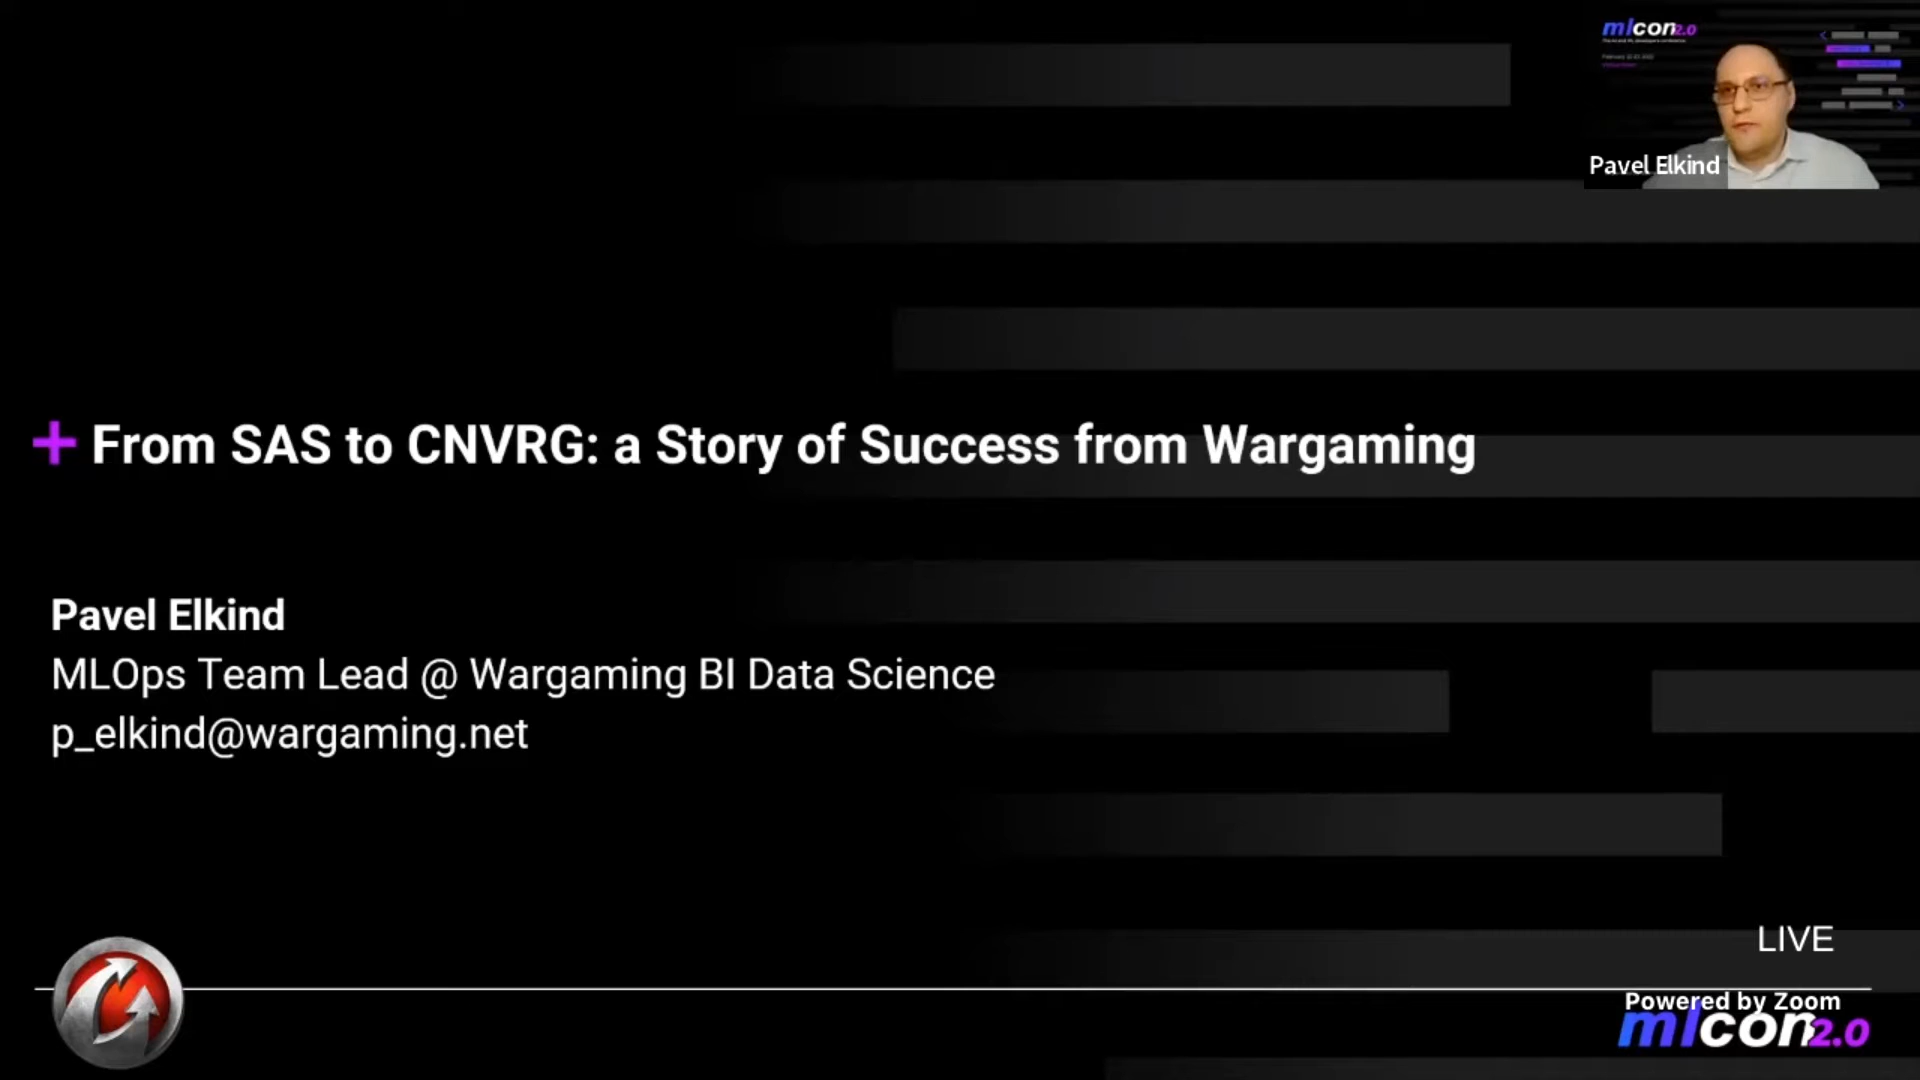 mlcon2.0
Pavel Elkind
From SAS to CNVRG: a Story of Success from Wargaming
Pavel Elkind
MLOps Team Lead @ Wargaming BI Data Science
p_elkind@wargaming.net
LIVE
Powered by Zoom
mlcon2.0